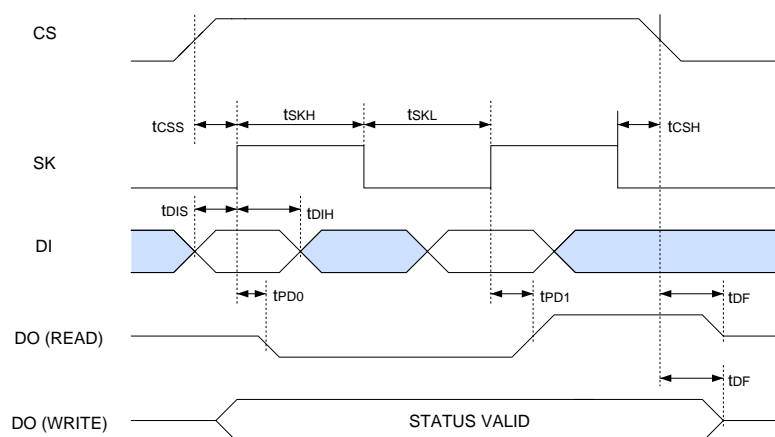 CS
tSKH tSKL
tCSS tCSH
SK
tDIS tDIH
DI
tPD0 tPD1 tDF
DO (READ)
tDF
DO (WRITE) STATUS VALID